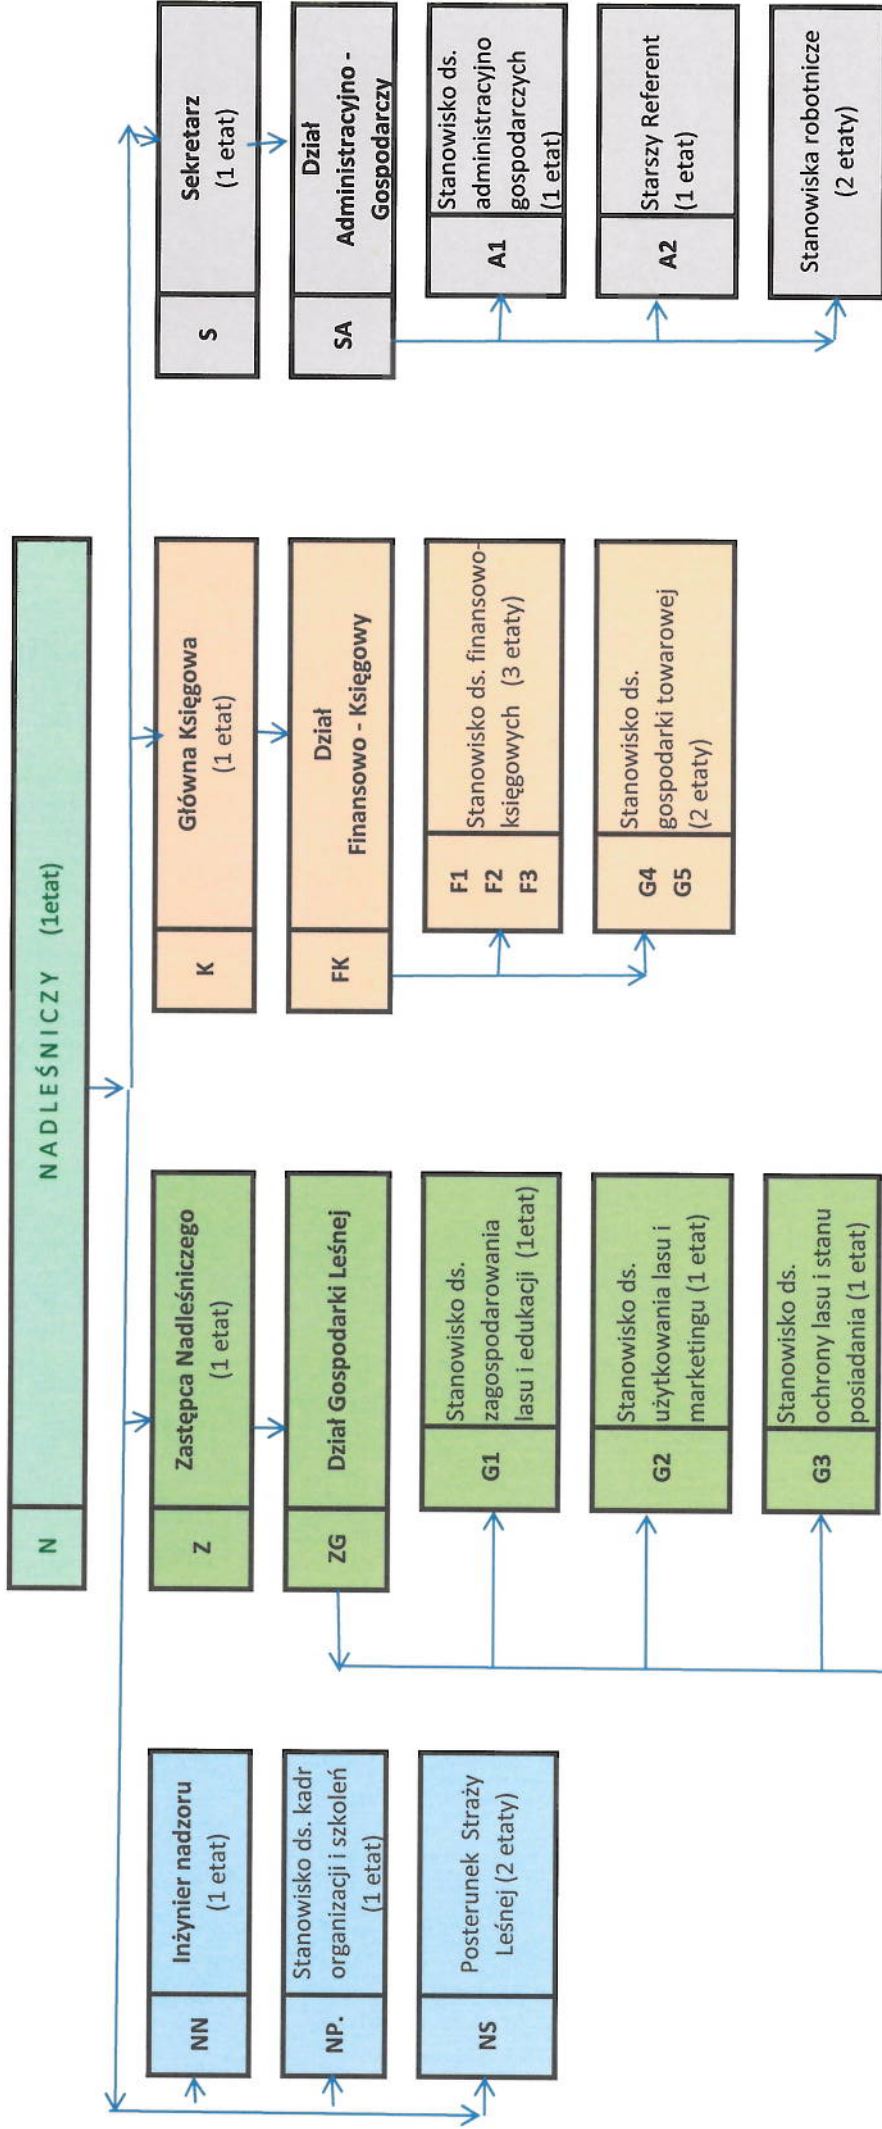 N
NADLEŚNICZY (1etat)
NN
Inżynier nadzoru
(1 etat)
NP.
Stanowisko ds. kadr
organizacji i szkoleń
(1 etat)
NS
Posterunek Straży
Leśnej (2 etaty)
Z
Zastępca Nadleśniczego
(1 etat)
ZG
Dział Gospodarki Leśnej
G1
Stanowisko ds.
zagospodarowania
lasu i edukacji (1etat)
G2
Stanowisko ds.
użytkowania lasu i
marketingu (1 etat)
G3
Stanowisko ds.
ochrony lasu i stanu
posiadania (1 etat)
K
Główna Księgowa
(1 etat)
FK
Dział
Finansowo - Księgowy
F1
F2
F3
Stanowisko ds. finansowo-
księgowych (3 etaty)
G4
G5
Stanowisko ds.
gospodarki towarowej
(2 etaty)
S
Sekretarz
(1 etat)
SA
Dział
Administracyjno -
Gospodarczy
A1
Stanowisko ds.
administracyjno
gospodarczych
(1 etat)
A2
Starszy Referent
(1 etat)
Stanowiska robotnicze
(2 etaty)